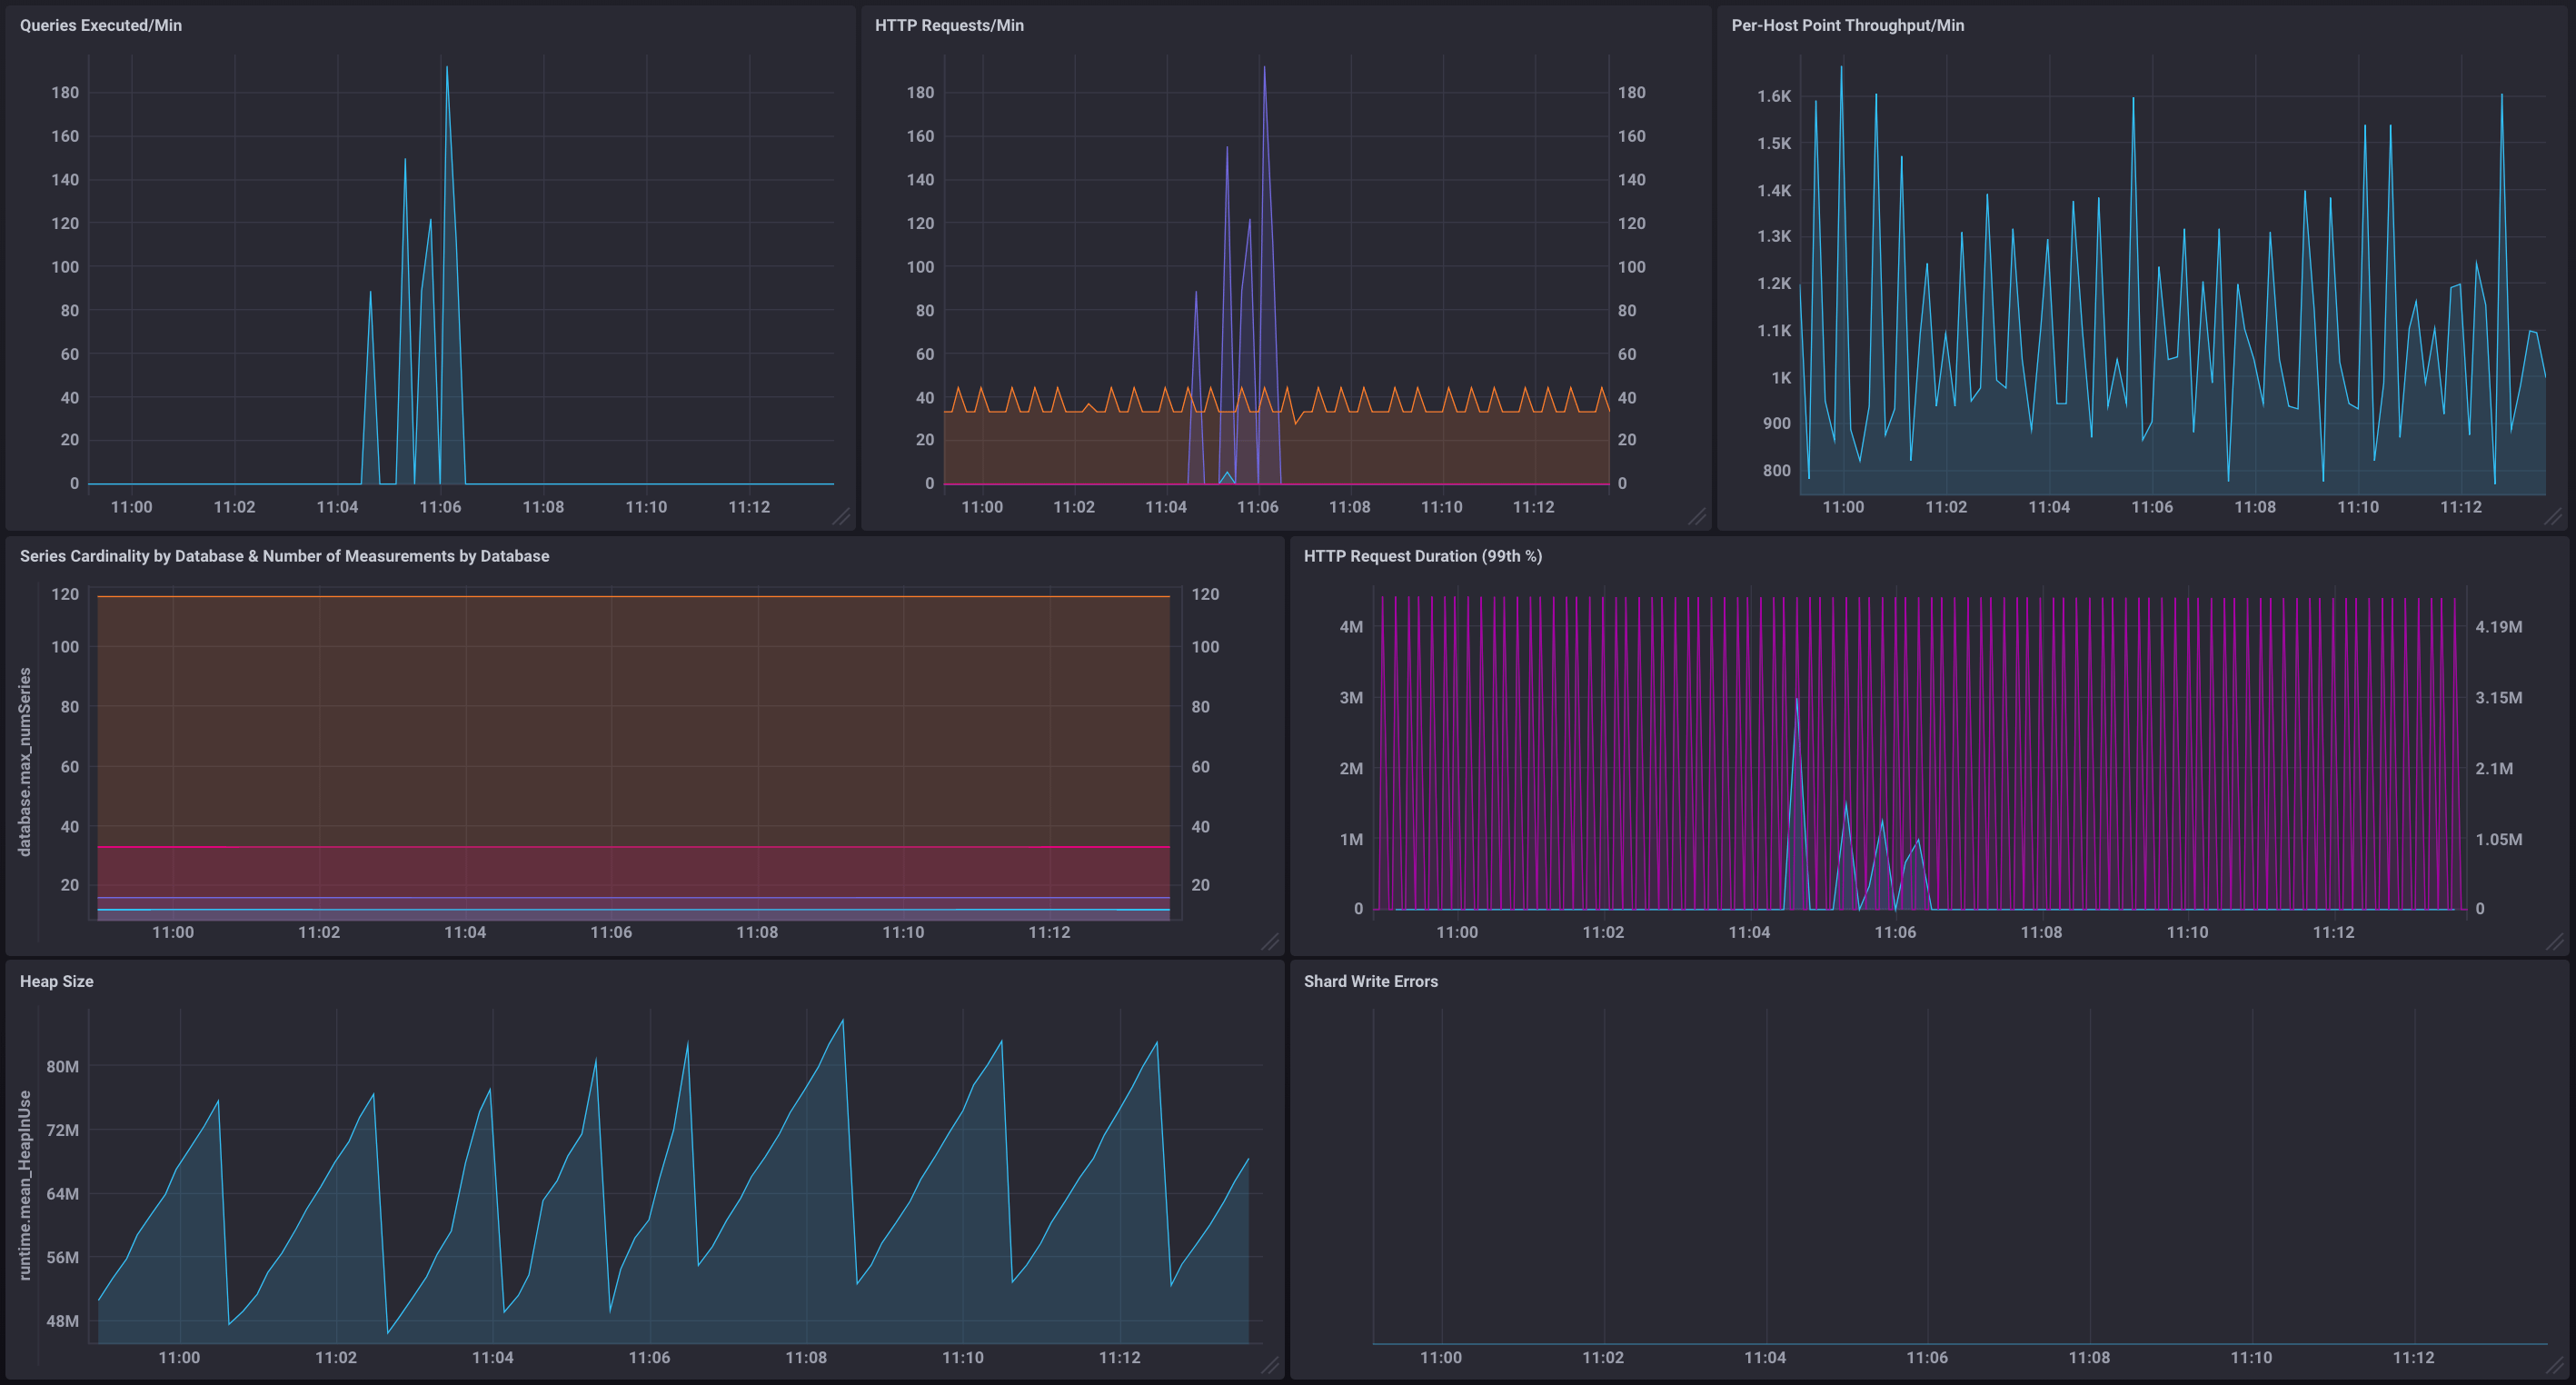 Queries Executed/Min
180
160
140
120
100
80
60
40
20
0
11:00 11:02 11:04 11:06 11:08 11:10 11:12
HTTP Requests/Min
180 180
160 160
140 140
120 120
100 100
80 80
60 60
40 40
20 20
0 0
11:00 11:02 11:04 11:06 11:08 11:10 11:12
Per-Host Point Throughput/Min
1.6K
1.5K
1.4K
1.3K
1.2K
1.1K
1K
900
800
11:00 11:02 11:04 11:06 11:08 11:10 11:12
Series Cardinality by Database & Number of Measurements by Database
database.max_numSeries
120 120
100 100
80 80
60 60
40 40
20 20
11:00 11:02 11:04 11:06 11:08 11:10 11:12
HTTP Request Duration (99th %)
4M 4.19M
3M 3.15M
2M 2.1M
1M 1.05M
0 0
11:00 11:02 11:04 11:06 11:08 11:10 11:12
Heap Size
runtime.mean_HeapInUse
80M
72M
64M
56M
48M
11:00 11:02 11:04 11:06 11:08 11:10 11:12
Shard Write Errors
11:00 11:02 11:04 11:06 11:08 11:10 11:12